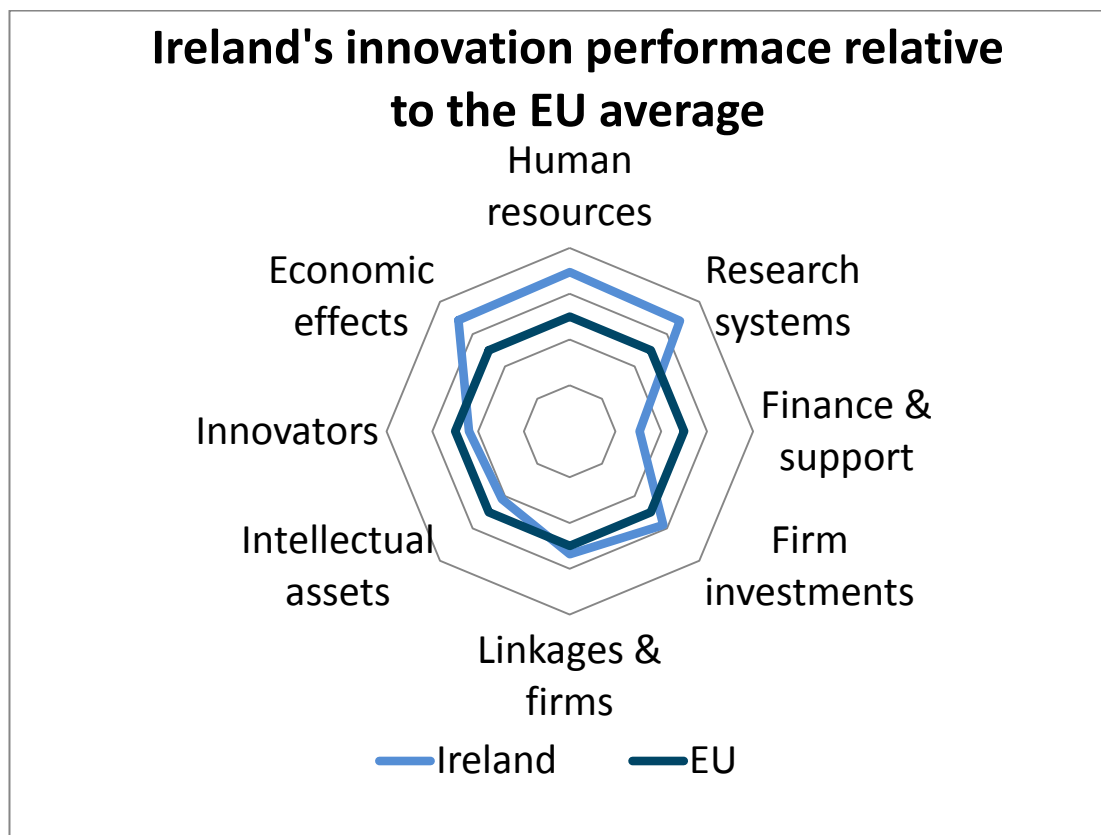 Ireland's innovation performace relative
to the EU average
Human
resources
Research
systems
Finance &
support
Firm
investments
Linkages &
firms
Intellectual
assets
Innovators
Economic
effects
Ireland
EU